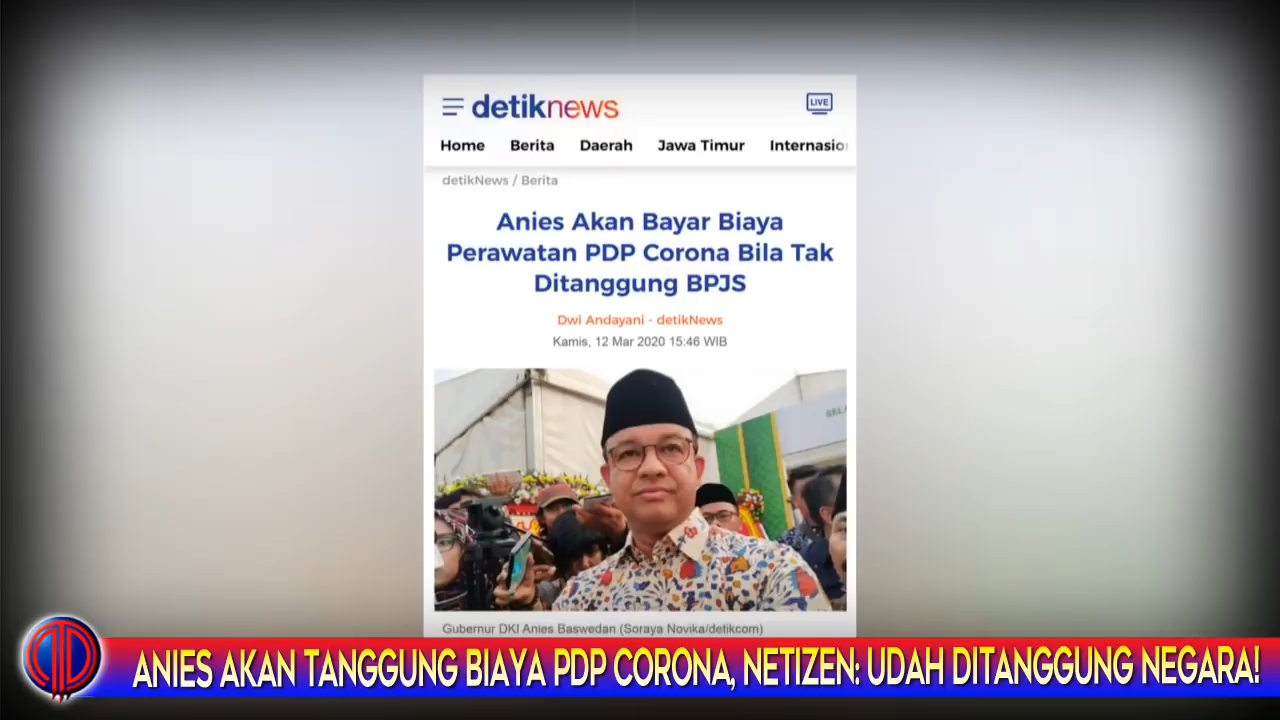 detiknews
LIVE
Home Berita Daerah Jawa Timur Internasio
detikNews / Berita
Anies Akan Bayar Biaya
Perawatan PDP Corona Bila Tak
Ditanggung BPJS
Dwi Andayani - detikNews
Kamis, 12 Mar 2020 15:46 WIB
SELA
Gubernur DKI Anies Baswedan (Soraya Novika/detikcom)
ANIES AKAN TANGGUNG BIAYA PDP CORONA, NETIZEN: UDAH DITANGGUNG NEGARA!